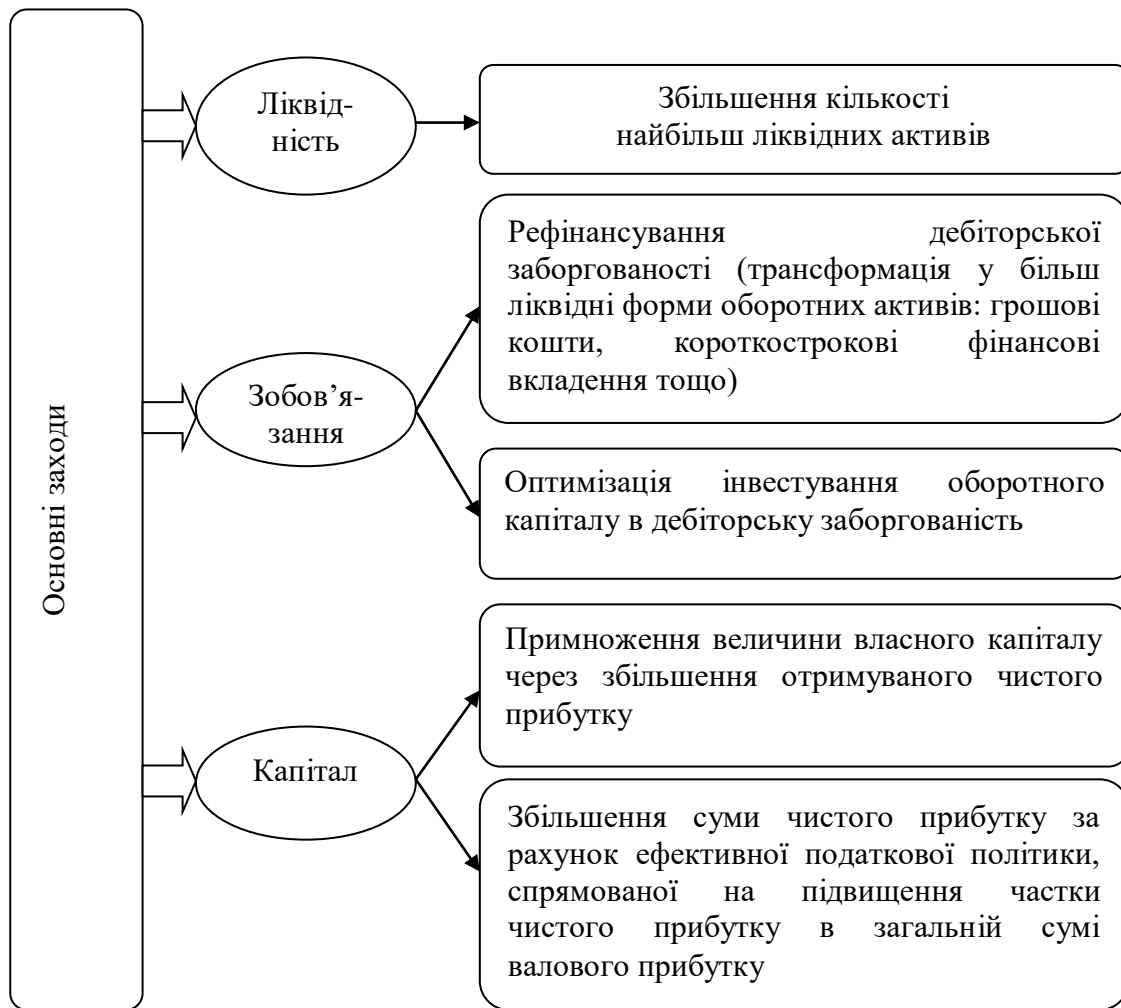 Основні заходи
Ліквід-
ність
Збільшення кількості
найбільш ліквідних активів
Зобов’я-
зання
Рефінансування дебіторської
заборгованості (трансформація у більш
ліквідні форми оборотних активів: грошові
кошти, короткострокові фінансові
вкладення тощо)
Оптимізація інвестування оборотного
капіталу в дебіторську заборгованість
Капітал
Примноження величини власного капіталу
через збільшення отримуваного чистого
прибутку
Збільшення суми чистого прибутку за
рахунок ефективної податкової політики,
спрямованої на підвищення частки
чистого прибутку в загальній сумі
валового прибутку